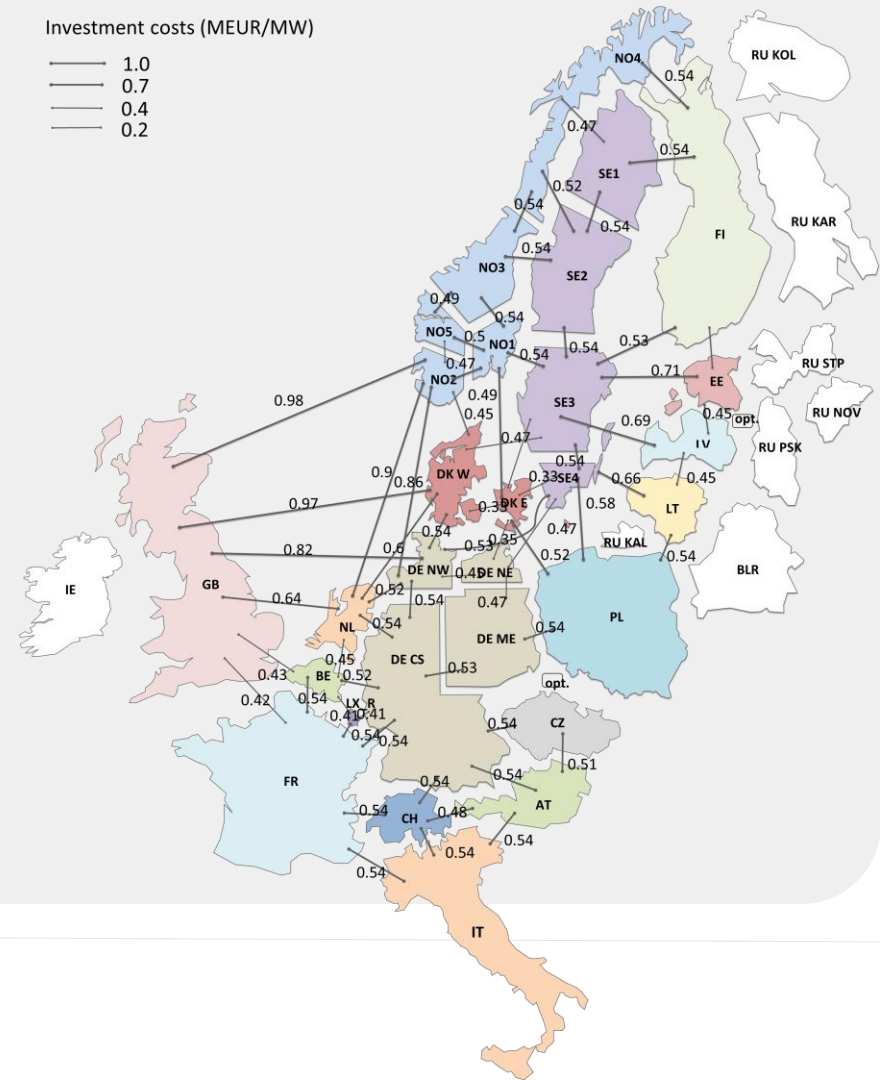 Investment costs (MEUR/MW)
1.0
0.7
0.4
0.2
NO4
RU KOL
0.54
0.47
0.54
SE1
0.52
0.54
0.54
RU KAR
FI
0.54
NO3
SE2
0.49
0.54
NO5
0.5
NO1
0.53
0.54
0.54
0.47
NO2
RU STP
0.71
EE
0.98
0.49
SE3
0.45
0.45
opt.
RU NOV
0.69
0.47
LV
RU PSK
0.54
0.9
DK W
0.86
0.33
SE4
0.66
0.45
0.97
DK E
0.58
LT
0.54
0.47
0.35
RU KAL
0.82
0.6
0.53
0.52
0.54
DE NW
0.45
DE NE
BLR
IE
GB
0.52
0.64
0.54
0.47
PL
NL
0.54
0.54
DE ME
0.45
DE CS
0.53
0.43
BE
0.52
opt.
0.42
0.54
LX_R
0.41
0.41
CZ
0.54
0.54
0.54
0.51
FR
0.54
0.54
AT
0.54
CH
0.48
0.54
0.54
0.54
IT